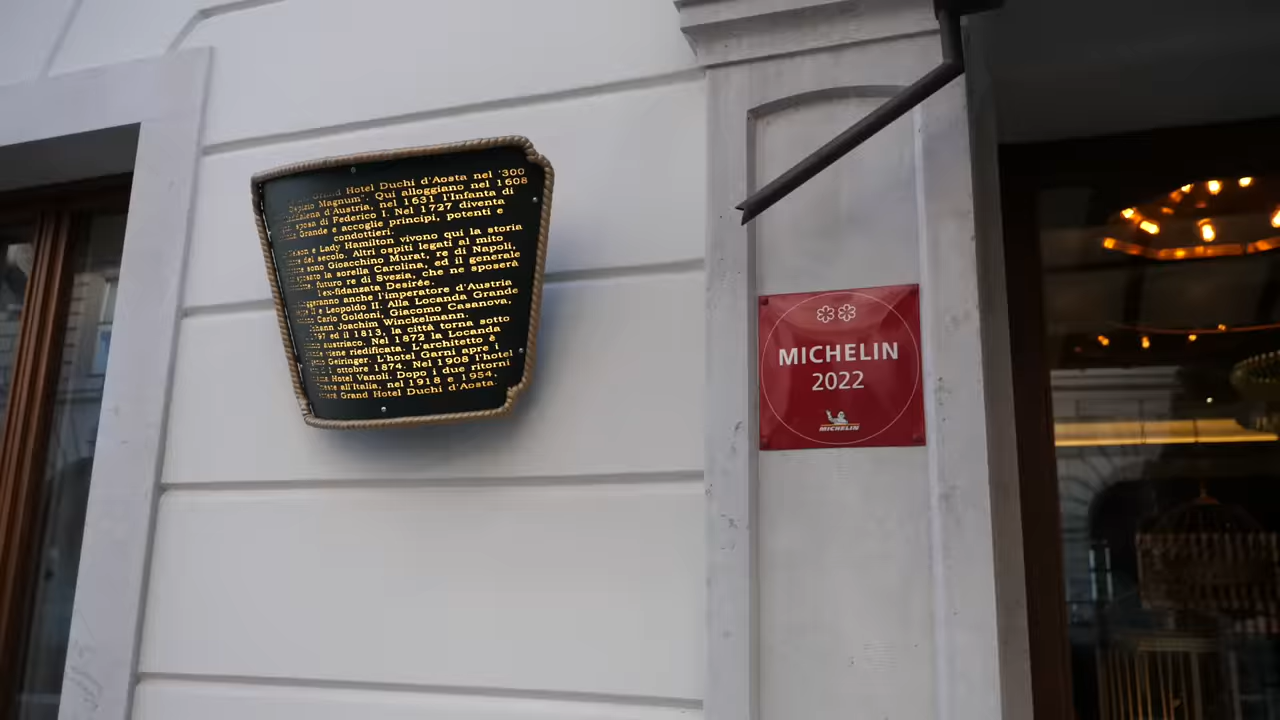 Grand Hotel Duchi d'Aosta nel '300
"Ospizio Magnum". Qui alloggiano nel 1608
d'Austria, nel 1631 l'Infanta di
sposa di Federico I. Nel 1727 diventa
Grande e accoglie principi, potenti e
condottieri.
Nelson e Lady Hamilton vivono qui la storia
del secolo. Altri ospiti legati al mito
sono Gioacchino Murat, re di Napoli,
sposato la sorella Carolina, ed il generale
futuro re di Svezia, che ne sposerà
l'ex-fidanzata Desirée.
anche l'imperatore d'Austria
II e Leopoldo II. Alla Locanda Grande
Carlo Goldoni, Giacomo Casanova,
Johann Joachim Winckelmann.
1797 ed il 1813, la città torna sotto
austriaco. Nel 1872 la Locanda
viene riedificata. L'architetto è
Geiringer. L'hotel Garni apre i
1 ottobre 1874. Nel 1908 l'hotel
Hotel Vanoli. Dopo i due ritorni
all'Italia, nel 1918 e 1954,
Grand Hotel Duchi d'Aosta.
MICHELIN
2022
MICHELIN